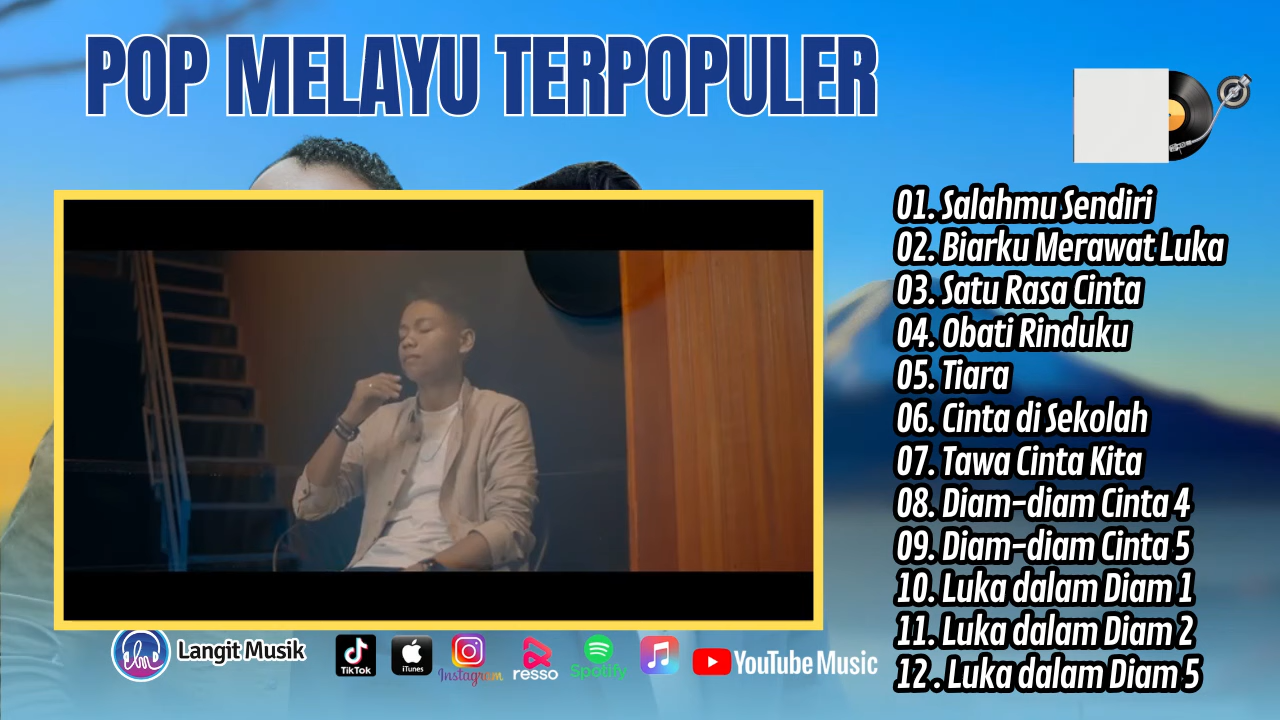 POP MELAYU TERPOPULER
01. Salahmu Sendiri
02. Biarku Merawat Luka
03. Satu Rasa Cinta
04. Obati Rinduku
05. Tiara
06. Cinta di Sekolah
07. Tawa Cinta Kita
08. Diam-diam Cinta 4
09. Diam-diam Cinta 5
10. Luka dalam Diam 1
11. Luka dalam Diam 2
12 . Luka dalam Diam 5
Langit Musik
TikTok
iTunes
Instagram
resso
Spotify
YouTube Music